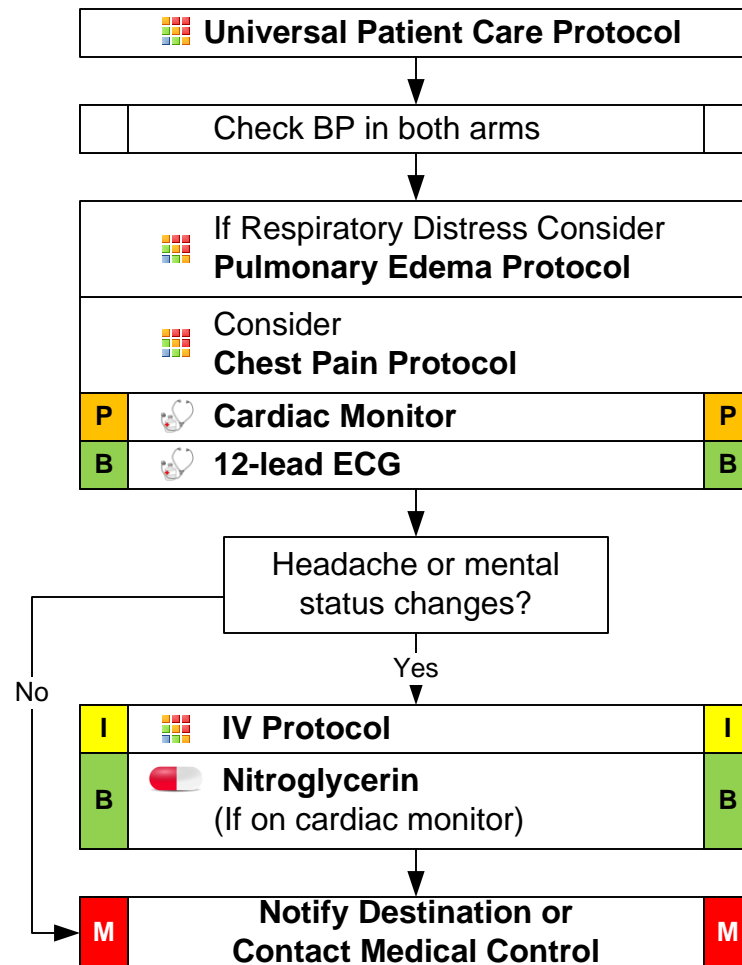 Universal Patient Care Protocol
Check BP in both arms
If Respiratory Distress Consider
Pulmonary Edema Protocol
Consider
Chest Pain Protocol
P Cardiac Monitor P
B 12-lead ECG B
Headache or mental
status changes?
Yes
No
I IV Protocol I
B Nitroglycerin B
(If on cardiac monitor)
M Notify Destination or M
Contact Medical Control